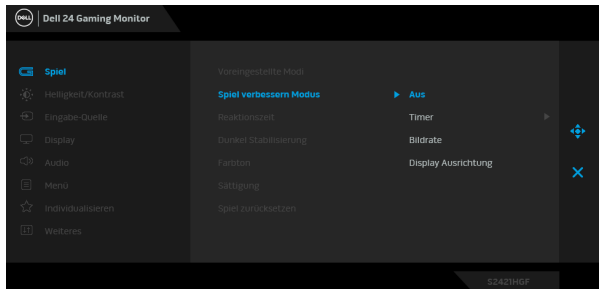 DELL
Dell 24 Gaming Monitor
Spiel
Helligkeit/Kontrast
Eingabe-Quelle
Display
Audio
Menü
Individualisieren
Weiteres
Voreingestellte Modi
Spiel verbessern Modus
Reaktionszeit
Dunkel Stabilisierung
Farbton
Sättigung
Spiel zurücksetzen
Aus
Timer
Bildrate
Display Ausrichtung
S2421HGF